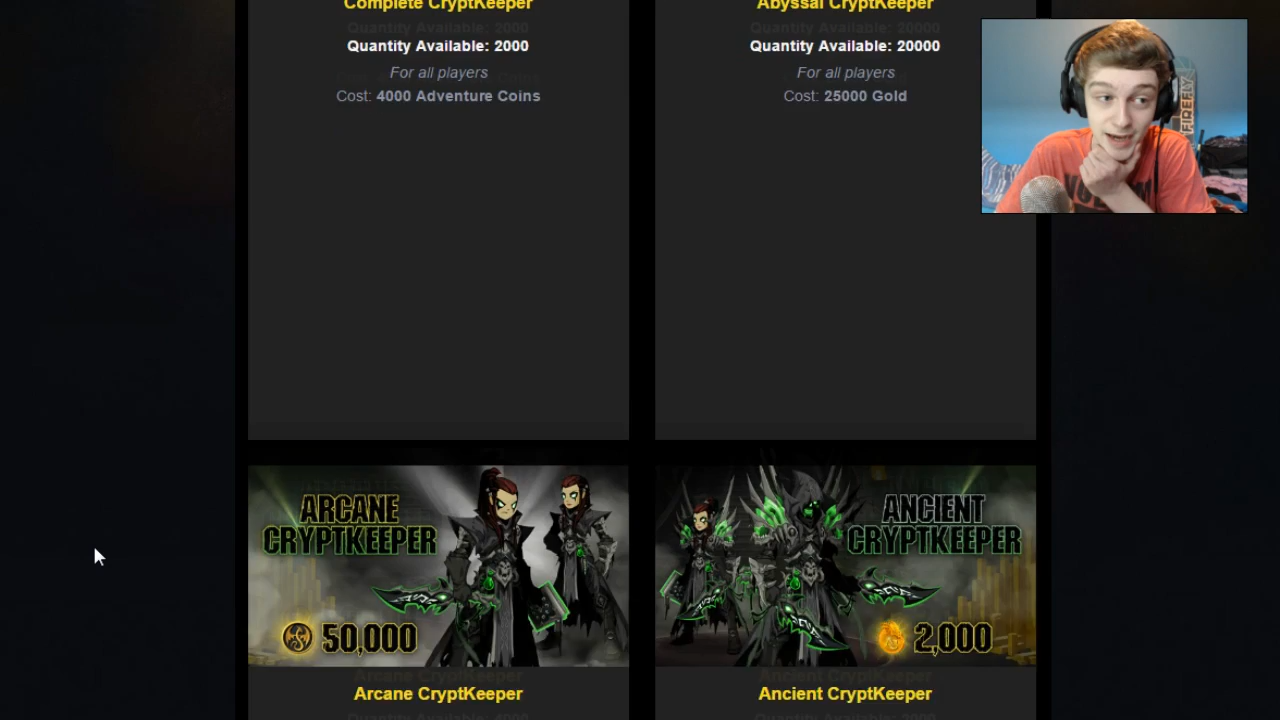 Complete CryptKeeper
Quantity Available: 2000
For all players
Cost: 4000 Adventure Coins
Abyssal CryptKeeper
Quantity Available: 20000
For all players
Cost: 25000 Gold
FIREFLY
ARCANE
CRYPTKEEPER
50,000
Arcane CryptKeeper
ANCIENT
CRYPTKEEPER
2,000
Ancient CryptKeeper